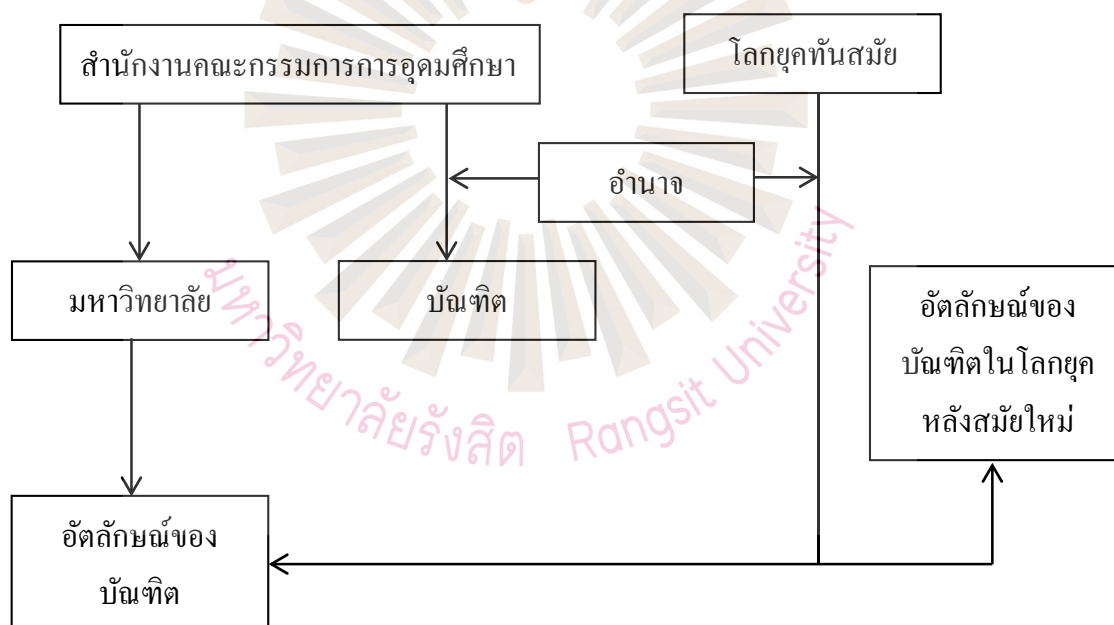 สำนักงานคณะกรรมการการอุดมศึกษา
โลกยุคทันสมัย
อำนาจ
มหาวิทยาลัย
บัณฑิต
อัตลักษณ์ของ
บัณฑิตในโลกยุค
หลังสมัยใหม่
อัตลักษณ์ของ
บัณฑิต
มหาวิทยาลัยรังสิต Rangsit University